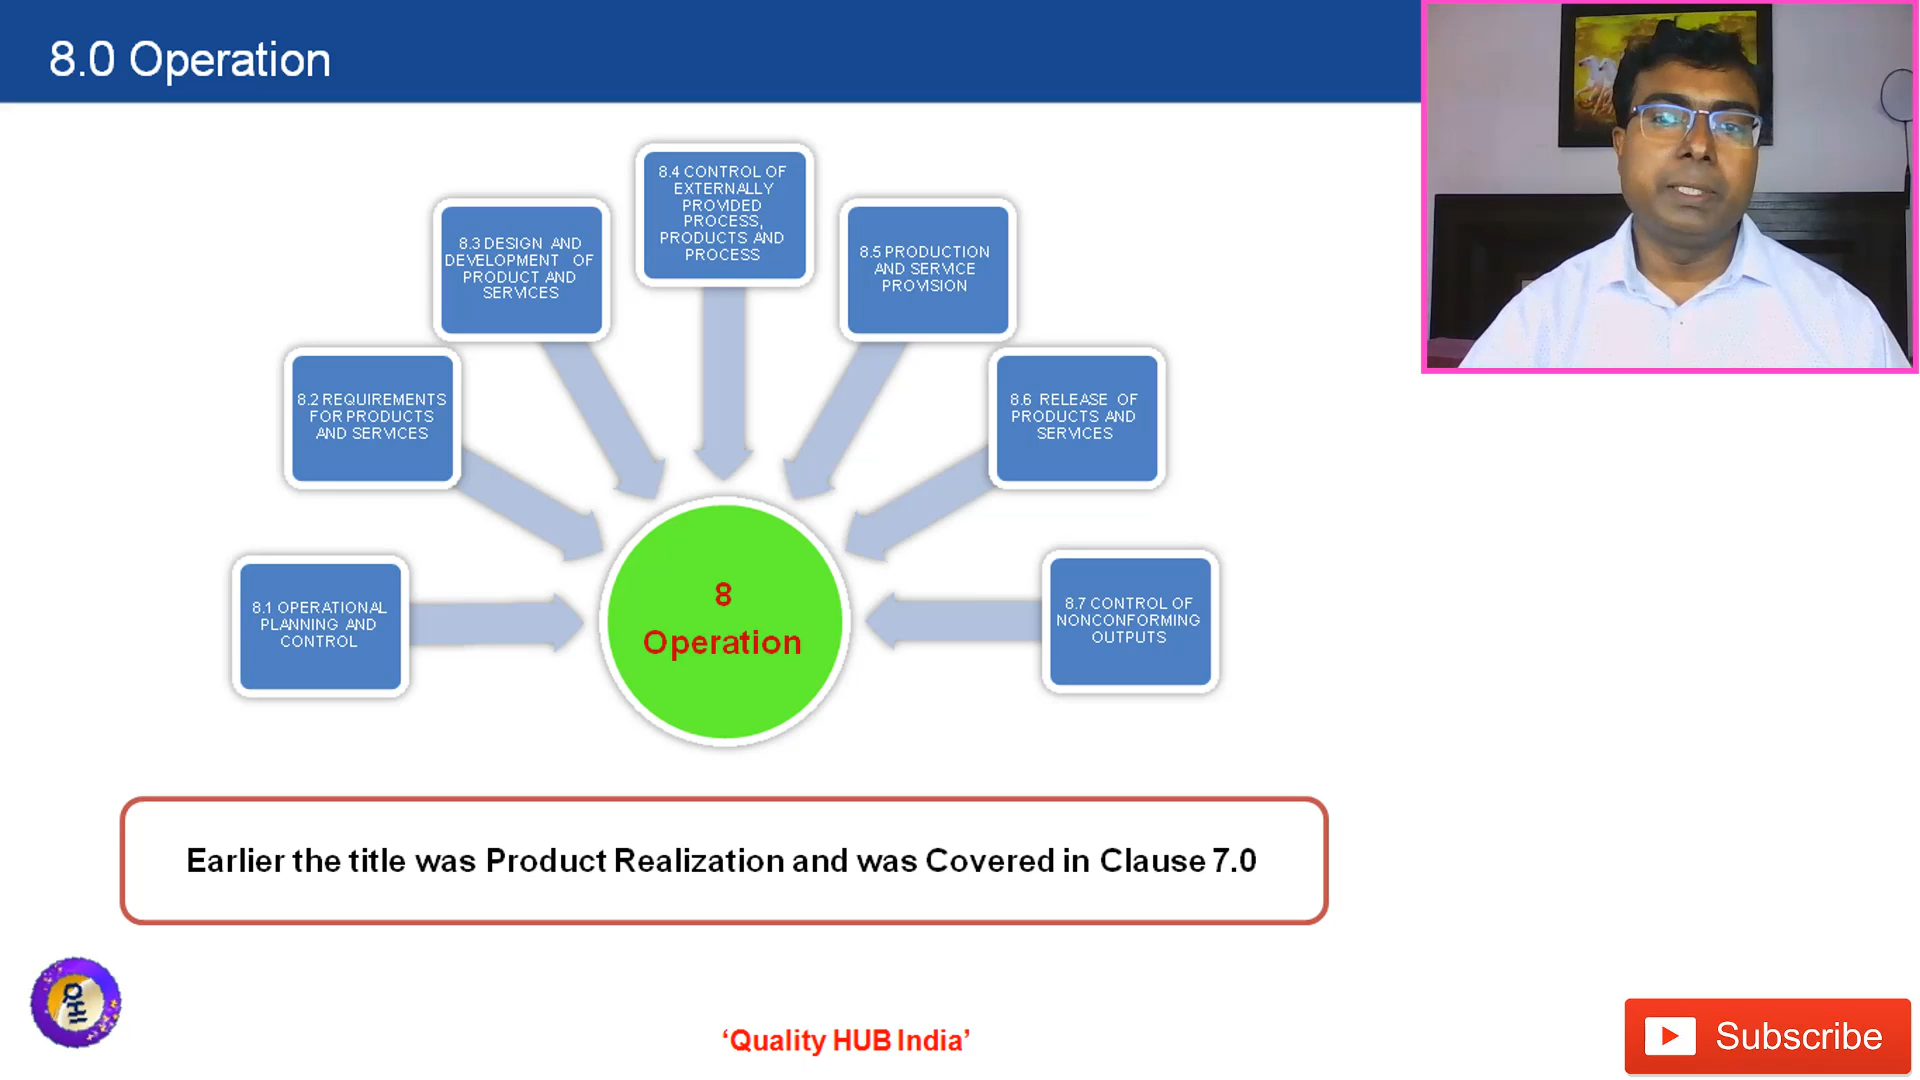 8.0 Operation
8.4 CONTROL OF
EXTERNALLY
PROVIDED
PROCESS,
PRODUCTS AND
PROCESS
8.3 DESIGN AND
DEVELOPMENT OF
PRODUCT AND
SERVICES
8.5 PRODUCTION
AND SERVICE
PROVISION
8.2 REQUIREMENTS
FOR PRODUCTS
AND SERVICES
8.6 RELEASE OF
PRODUCTS AND
SERVICES
8.1 OPERATIONAL
PLANNING AND
CONTROL
8
Operation
8.7 CONTROL OF
NONCONFORMING
OUTPUTS
Earlier the title was Product Realization and was Covered in Clause 7.0
QHI
‘Quality HUB India’
Subscribe